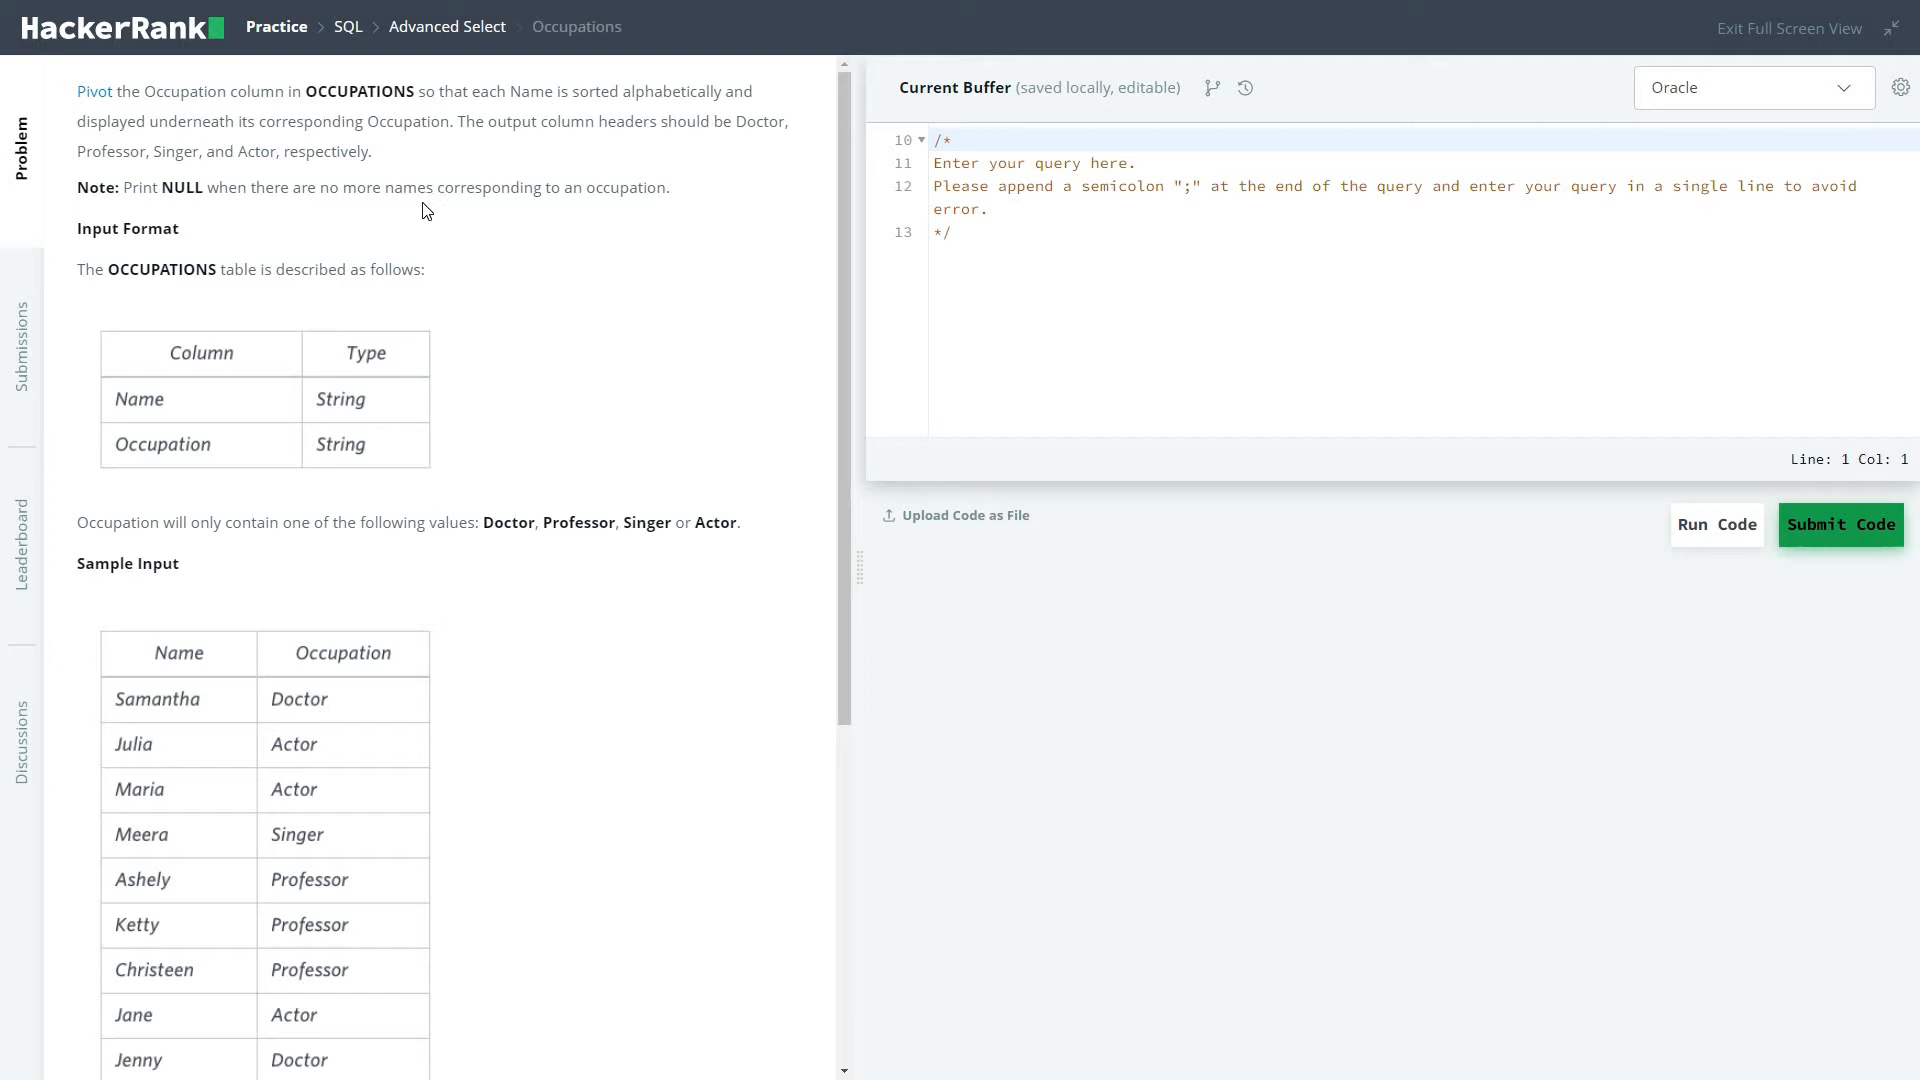 HackerRank
Practice > SQL > Advanced Select > Occupations
Exit Full Screen View
Problem
Submissions
Leaderboard
Discussions
Pivot the Occupation column in OCCUPATIONS so that each Name is sorted alphabetically and
displayed underneath its corresponding Occupation. The output column headers should be Doctor,
Professor, Singer, and Actor, respectively.
Note: Print NULL when there are no more names corresponding to an occupation.
Input Format
The OCCUPATIONS table is described as follows:
Column Type
Name String
Occupation String
Occupation will only contain one of the following values: Doctor, Professor, Singer or Actor.
Sample Input
Name Occupation
Samantha Doctor
Julia Actor
Maria Actor
Meera Singer
Ashely Professor
Ketty Professor
Christeen Professor
Jane Actor
Jenny Doctor
Current Buffer (saved locally, editable)
Oracle
10 /*
11 Enter your query here.
12 Please append a semicolon ";" at the end of the query and enter your query in a single line to avoid
error.
13 */
Line: 1 Col: 1
Upload Code as File
Run Code
Submit Code